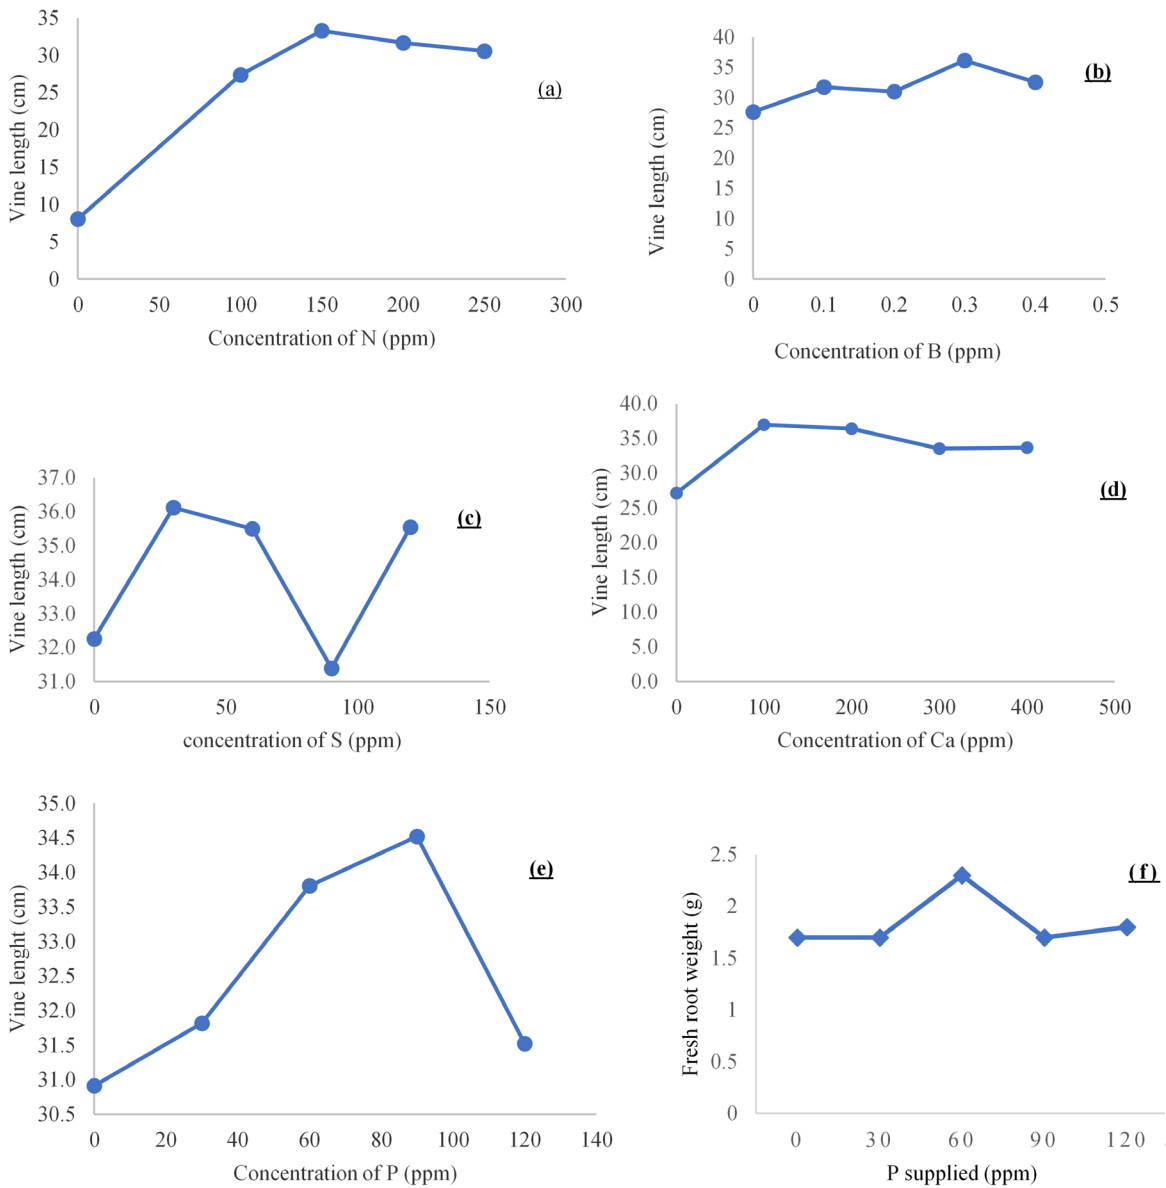 35
30
25
20
15
10
5
0
Vine length (cm)
0 50 100 150 200 250 300
Concentration of N (ppm)
(a)
40
35
30
25
20
15
10
5
0
Vine length (cm)
0 0.1 0.2 0.3 0.4 0.5
Concentration of B (ppm)
(b)
37.0
36.0
35.0
34.0
33.0
32.0
31.0
Vine length (cm)
0 50 100 150
concentration of S (ppm)
(c)
40.0
35.0
30.0
25.0
20.0
15.0
10.0
5.0
0.0
Vine length (cm)
0 100 200 300 400 500
Concentration of Ca (ppm)
(d)
35.0
34.5
34.0
33.5
33.0
32.5
32.0
31.5
31.0
30.5
Vine lenght (cm)
0 20 40 60 80 100 120 140
Concentration of P (ppm)
(e)
2.5
2
1.5
1
0.5
0
Fresh root weight (g)
0 30 60 90 120
P supplied (ppm)
(f)